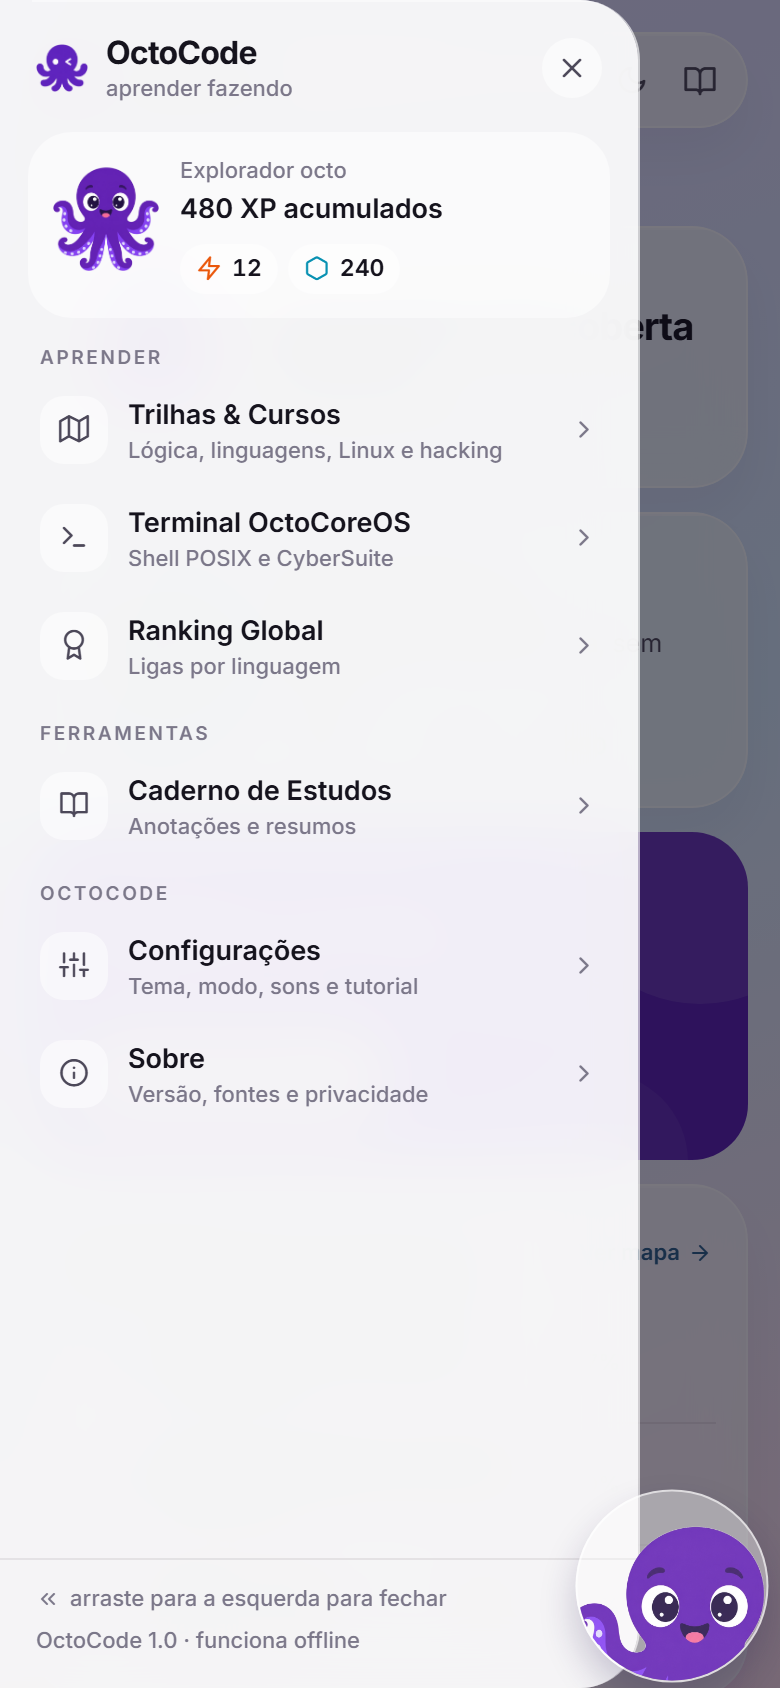 OctoCode
aprender fazendo
Explorador octo
480 XP acumulados
12 240
APRENDER
Trilhas & Cursos
Lógica, linguagens, Linux e hacking
Terminal OctoCoreOS
Shell POSIX e CyberSuite
Ranking Global
Ligas por linguagem
FERRAMENTAS
Caderno de Estudos
Anotações e resumos
OCTOCODE
Configurações
Tema, modo, sons e tutorial
Sobre
Versão, fontes e privacidade
arraste para a esquerda para fechar
OctoCode 1.0 · funciona offline